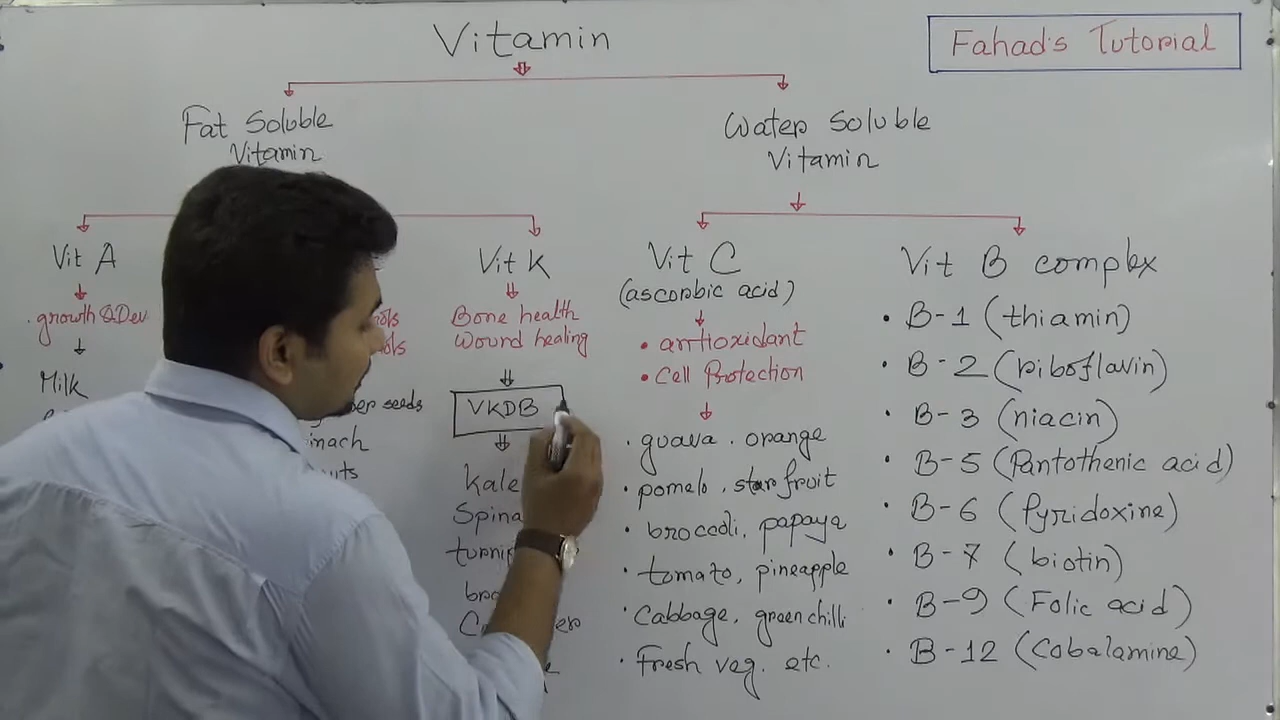 Vitamin
Fahad's Tutorial
Fat Soluble
Vitamin
Water Soluble
Vitamin
Vit A
growth & Dev.
Milk
seeds
Vit K
Bone health
Wound healing
VKDB
Kale
Vit C
(ascorbic acid)
• antioxidant
• Cell Protection
• guava . orange
• pomelo , star fruit
• broccoli, papaya
• tomato, pineapple
• Cabbage, green chilli
• Fresh veg. etc.
Vit B complex
• B-1 (thiamin)
• B-2 (riboflavin)
• B-3 (niacin)
• B-5 (Pantothenic acid)
• B-6 (Pyridoxine)
• B-7 (biotin)
• B-9 (Folic acid)
• B-12 (Cobalamine)